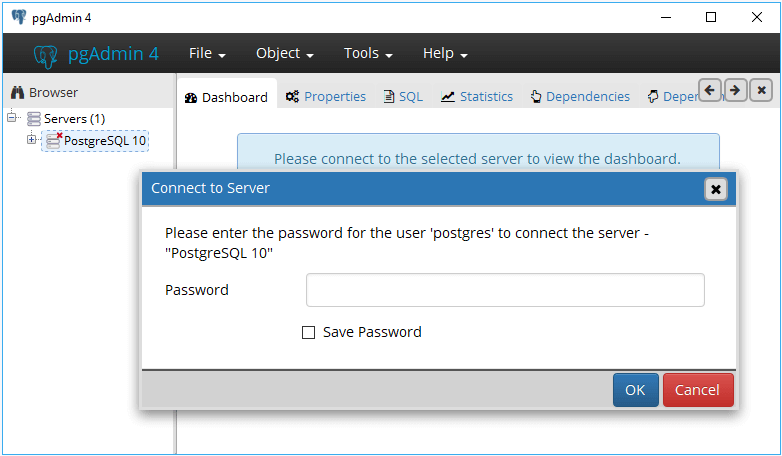 pgAdmin 4
pgAdmin 4 File Object Tools Help
Browser
Dashboard Properties SQL Statistics Dependencies
Servers (1)
PostgreSQL 10
Please connect to the selected server to view the dashboard.
Connect to Server
Please enter the password for the user 'postgres' to connect the server -
"PostgreSQL 10"
Password
Save Password
OK Cancel